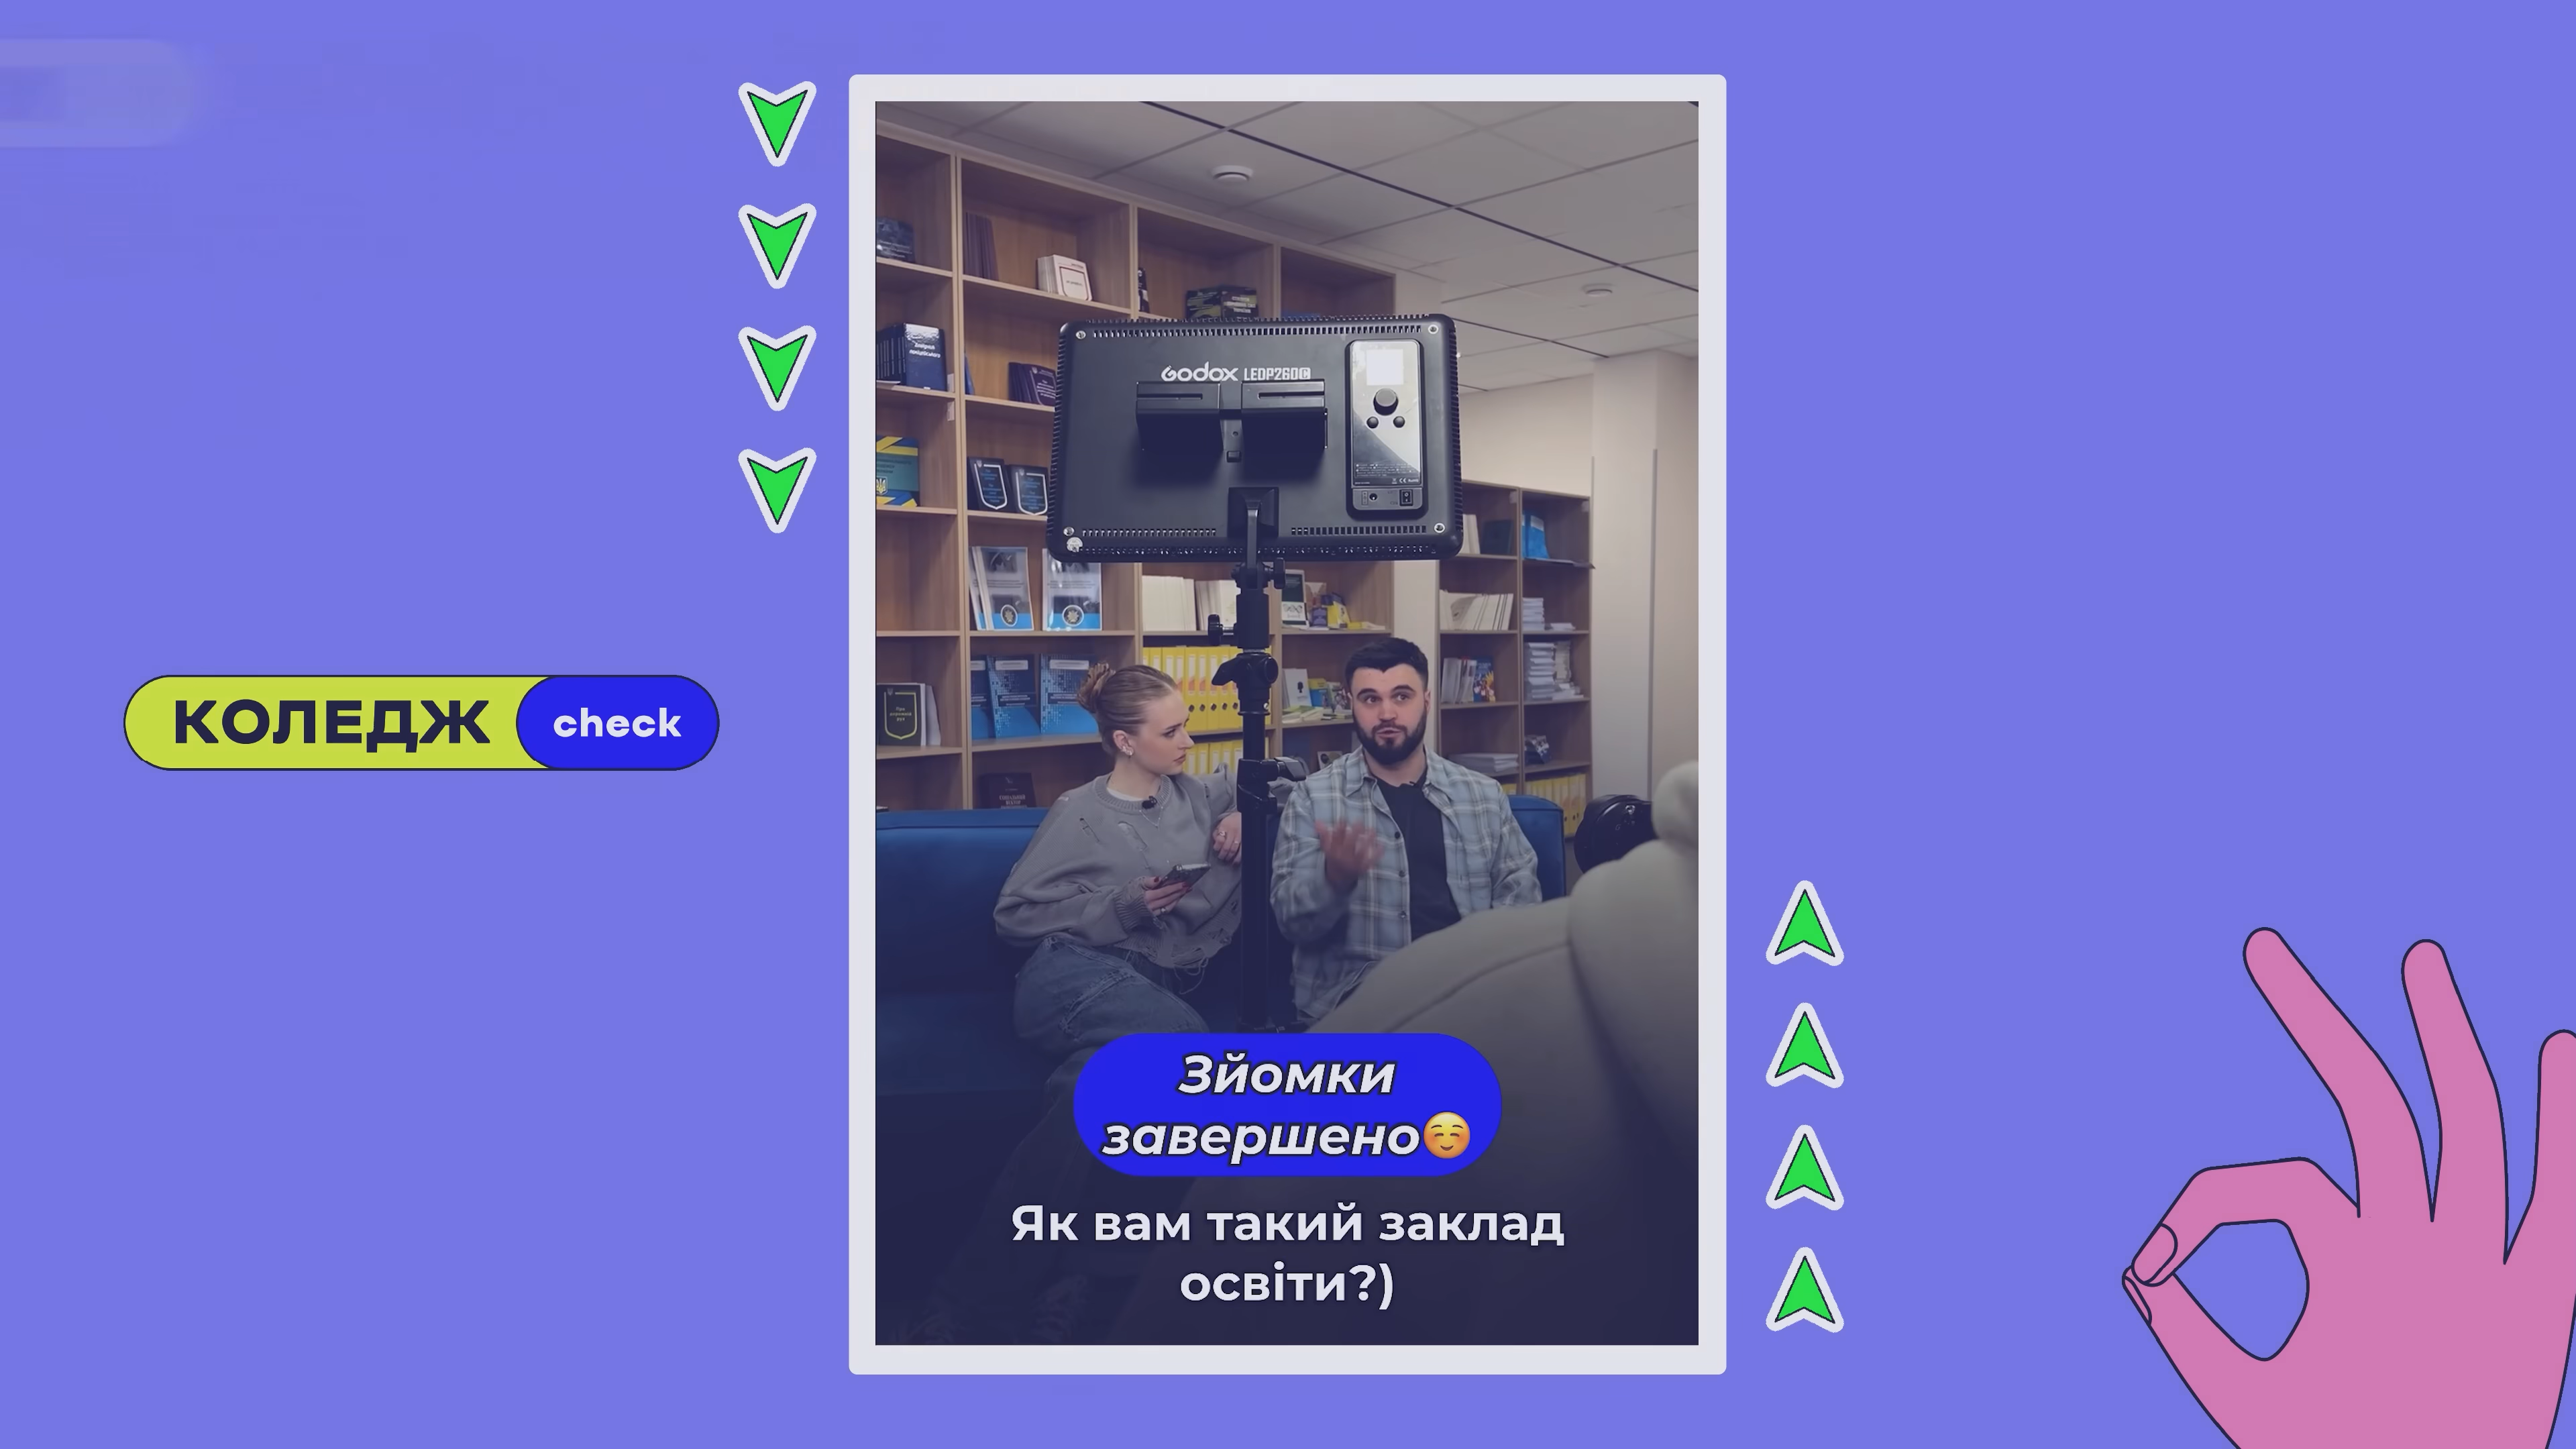 КОЛЕДЖ check
Godox LEDP260C
Зйомки
завершено☺️
Як вам такий заклад
освіти?)